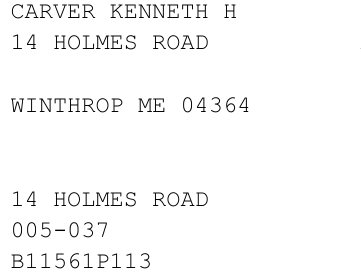 CARVER KENNETH H
14 HOLMES ROAD
WINTHROP ME 04364
14 HOLMES ROAD
005-037
B11561P113